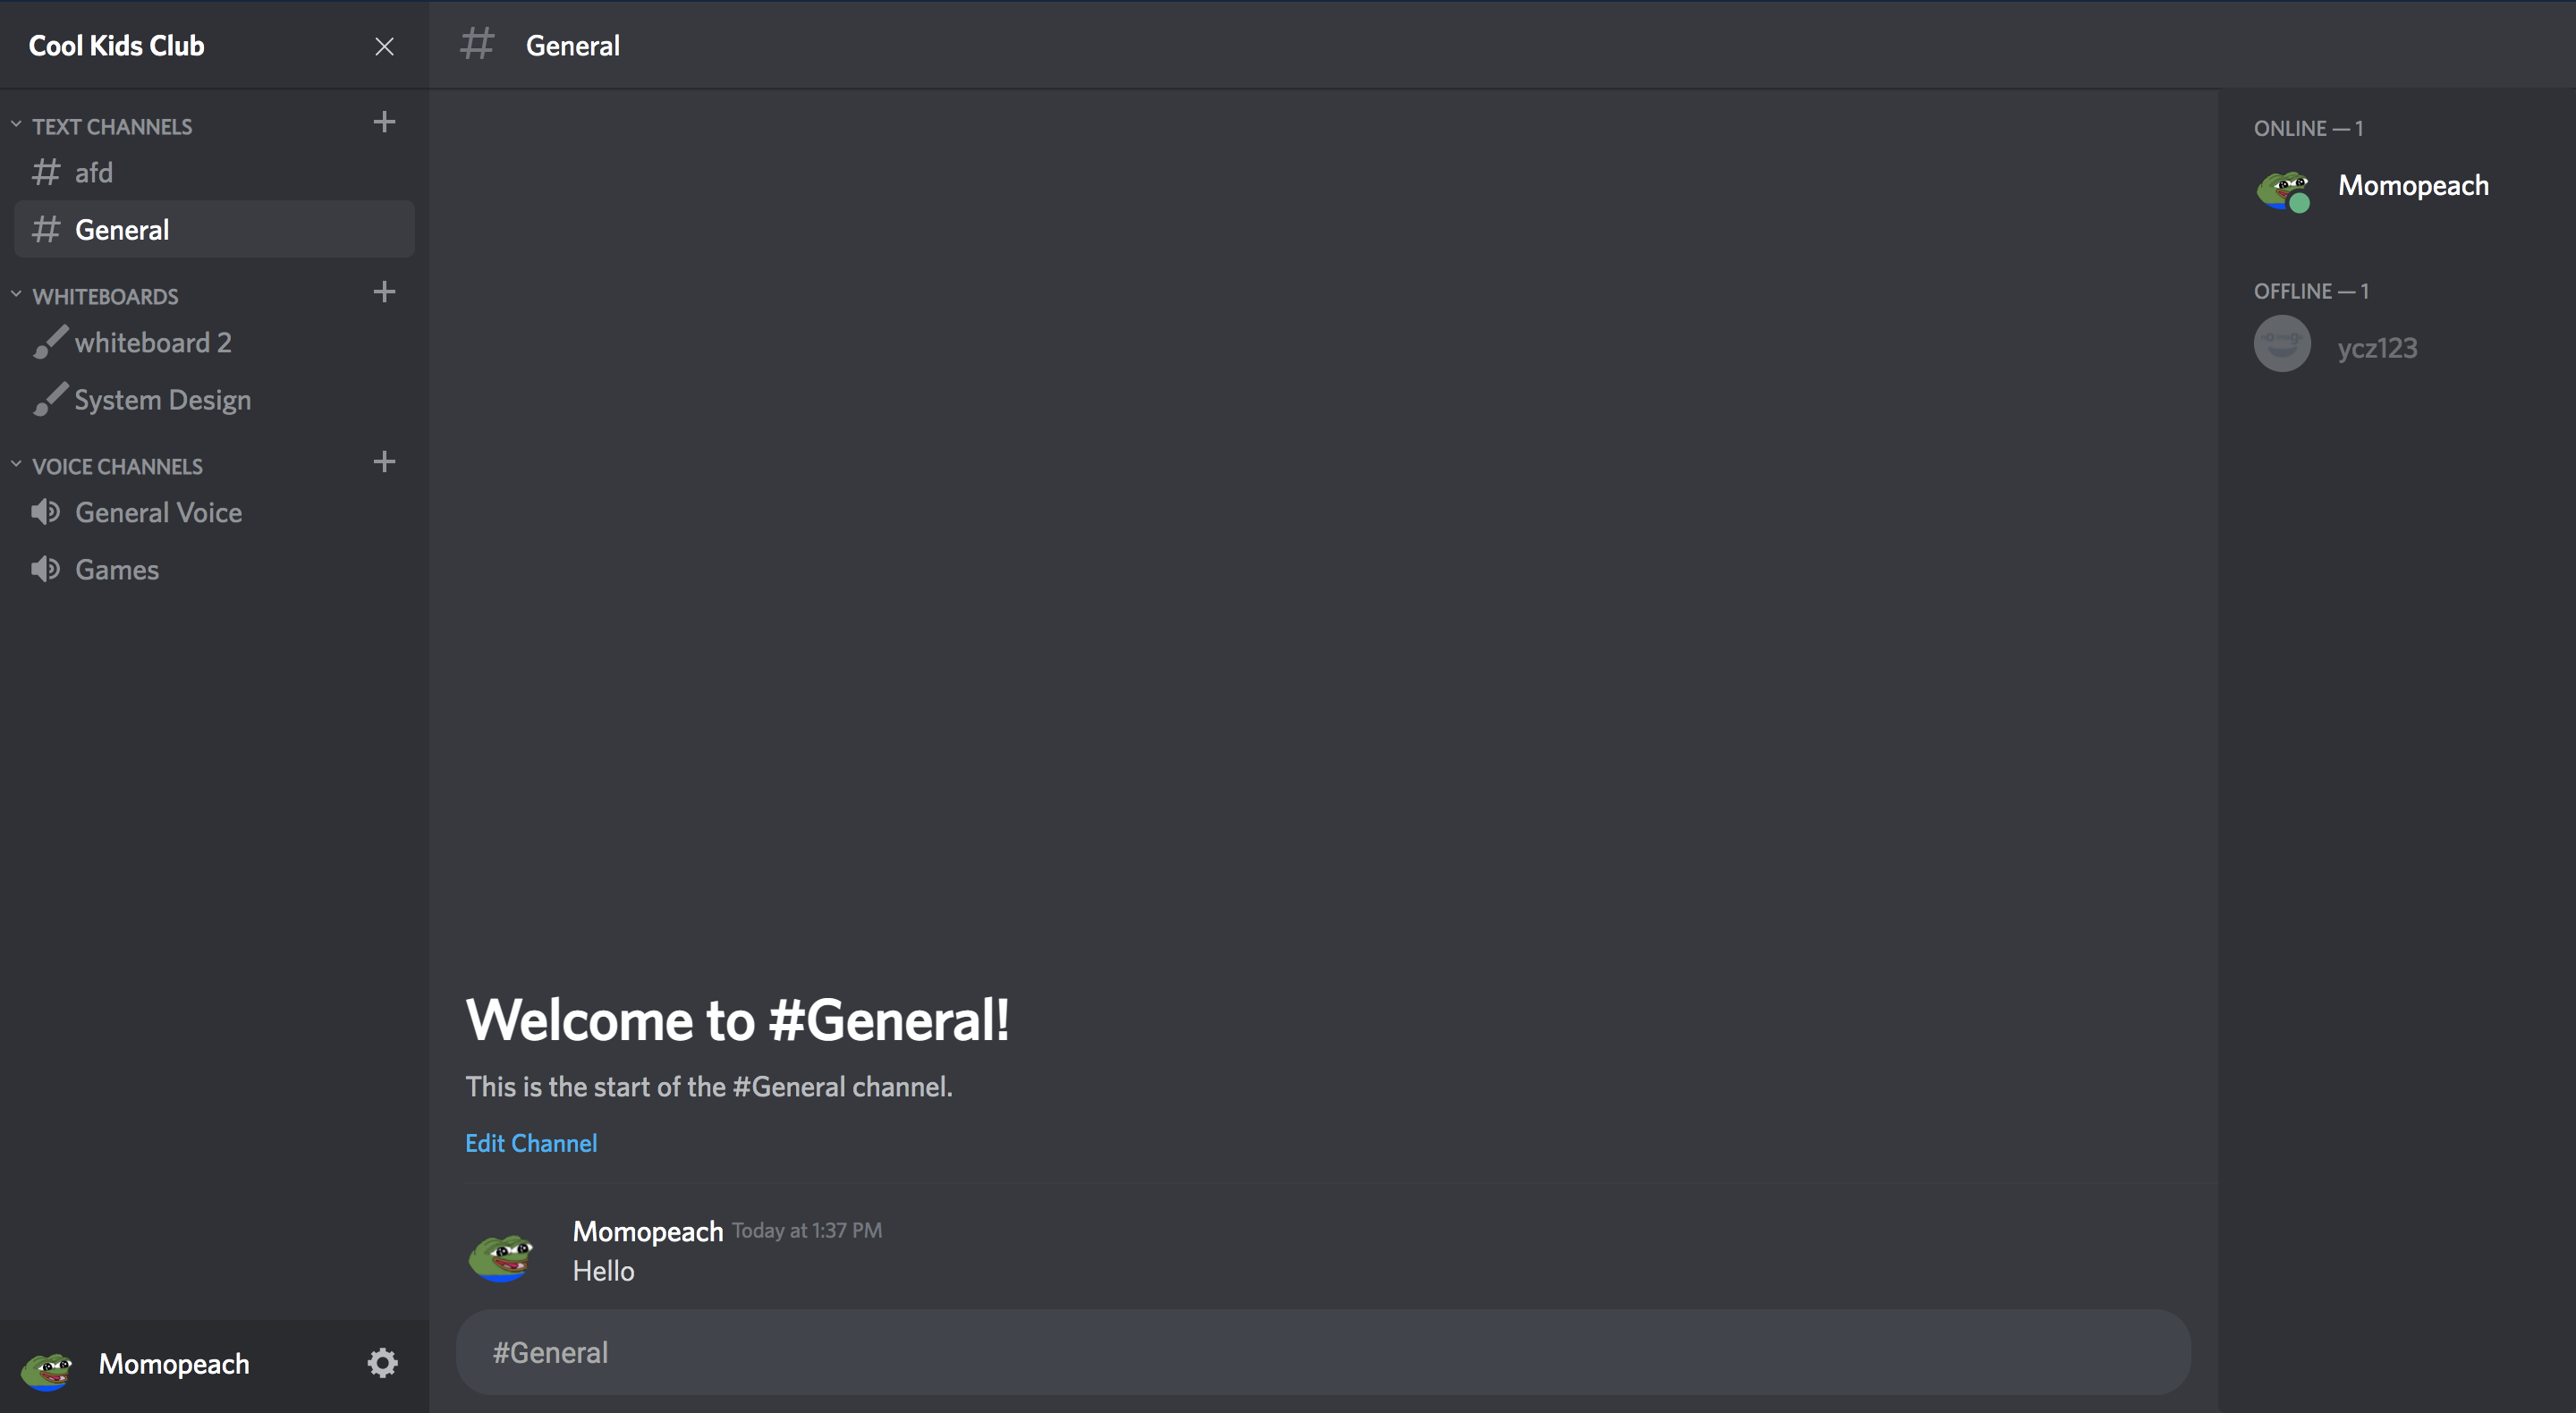 Cool Kids Club
TEXT CHANNELS
# afd
# General
WHITEBOARDS
whiteboard 2
System Design
VOICE CHANNELS
General Voice
Games
Momopeach
# General
Welcome to #General!
This is the start of the #General channel.
Edit Channel
Momopeach Today at 1:37 PM
Hello
#General
ONLINE — 1
Momopeach
OFFLINE — 1
ycz123